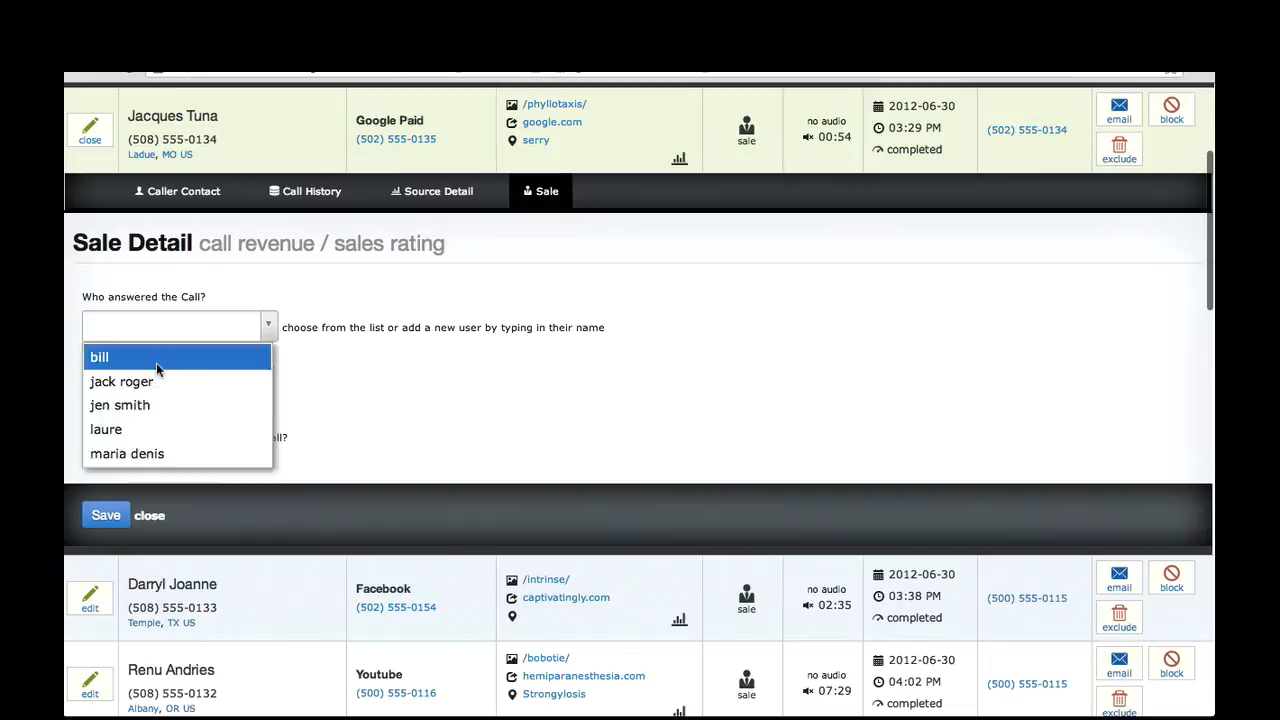 Jacques Tuna
(508) 555-0134
Ladue, MO US
close
Google Paid
(502) 555-0135
/phyllotaxis/
google.com
serry
sale
no audio
00:54
2012-06-30
03:29 PM
completed
(502) 555-0134
email
block
exclude
Caller Contact
Call History
Source Detail
Sale
Sale Detail call revenue / sales rating
Who answered the Call?
choose from the list or add a new user by typing in their name
bill
jack roger
jen smith
laure
all?
maria denis
Save close
Darryl Joanne
(508) 555-0133
Temple, TX US
edit
Facebook
(502) 555-0154
/intrinse/
captivatingly.com
sale
no audio
02:35
2012-06-30
03:38 PM
completed
(500) 555-0115
email
block
exclude
Renu Andries
(508) 555-0132
Albany, OR US
edit
Youtube
(500) 555-0116
/bobotie/
hemiparanesthesia.com
Strongylosis
sale
no audio
07:29
2012-06-30
04:02 PM
completed
(500) 555-0115
email
block
exclude